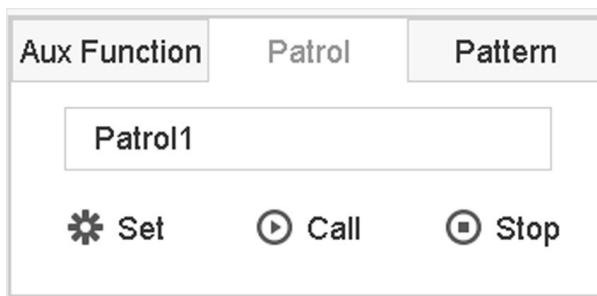 Aux Function Patrol Pattern
Patrol1
Set Call Stop